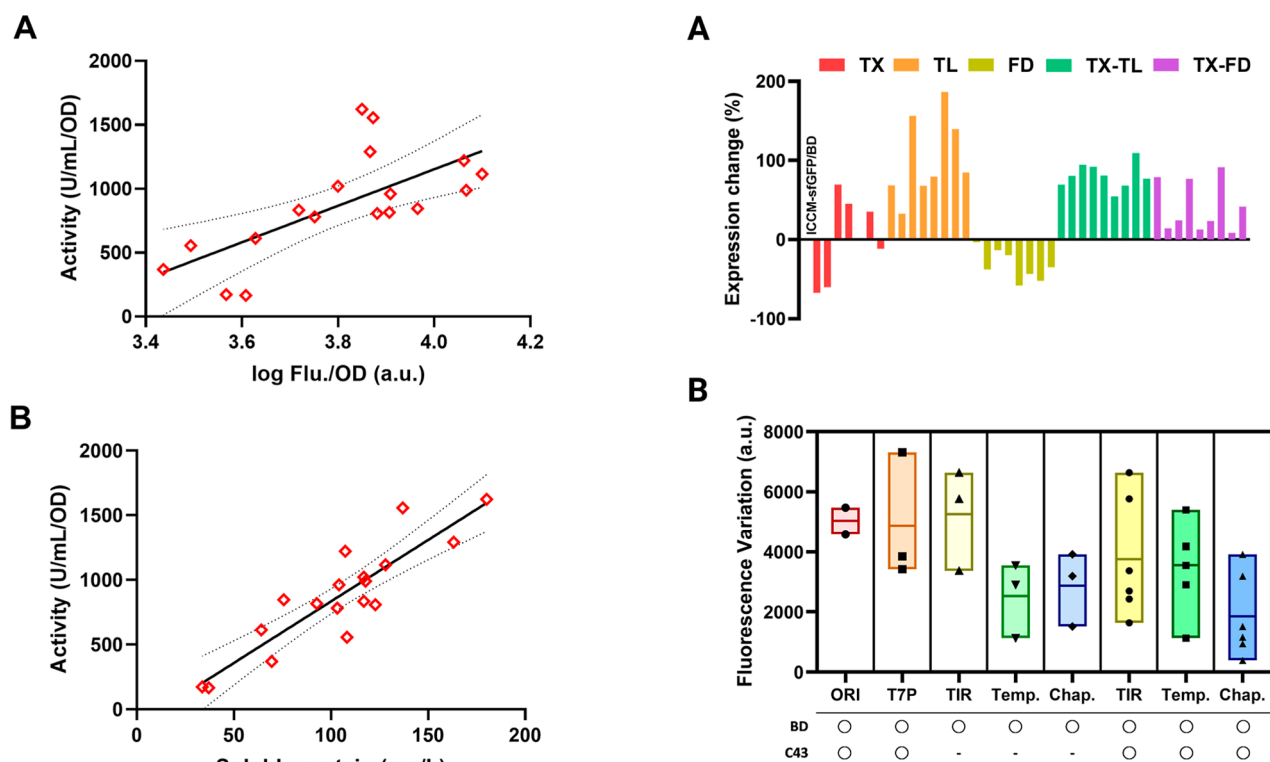 A
2000
1500
1000
500
0
Activity (U/mL/OD)
3.4 3.6 3.8 4.0 4.2
log Flu./OD (a.u.)
B
2000
1500
1000
500
0
Activity (U/mL/OD)
0 50 100 150 200
A
TX TL FD TX-TL TX-FD
200
100
0
-100
Expression change (%)
ICCM-sfGFP/BD
B
8000
6000
4000
2000
0
Fluorescence Variation (a.u.)
ORI T7P TIR Temp. Chap. TIR Temp. Chap.
BD ○ ○ ○ ○ ○ ○ ○ ○
C43 ○ ○ - - - ○ ○ ○